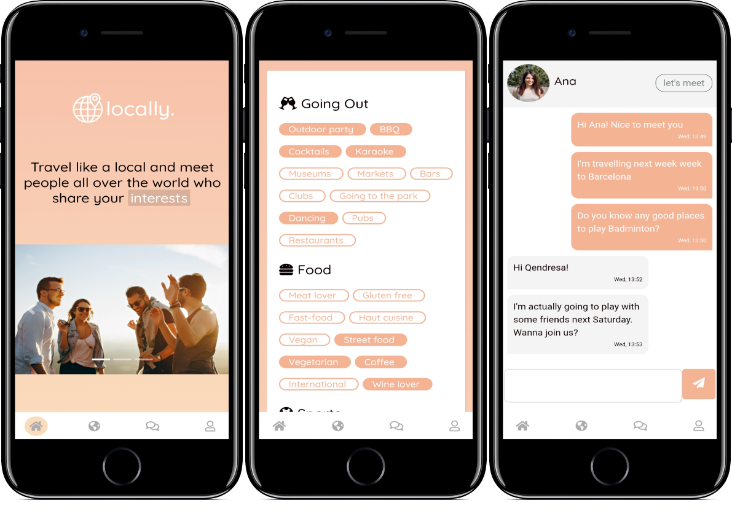 locally.
Travel like a local and meet
people all over the world who
share your interests
Going Out
Outdoor party BBQ
Cocktails Karaoke
Museums Markets Bars
Clubs Going to the park
Dancing Pubs
Restaurants
Food
Meat lover Gluten free
Fast-food Haut cuisine
Vegan Street food
Vegetarian Coffee
International Wine lover
Sports
Ana
let's meet
Hi Ana! Nice to meet you
Wed, 13:49
I'm travelling next week week
to Barcelona
Wed, 13:50
Do you know any good places
to play Badminton?
Wed, 13:50
Hi Qendresa!
Wed, 13:52
I'm actually going to play with
some friends next Saturday.
Wanna join us?
Wed, 13:53